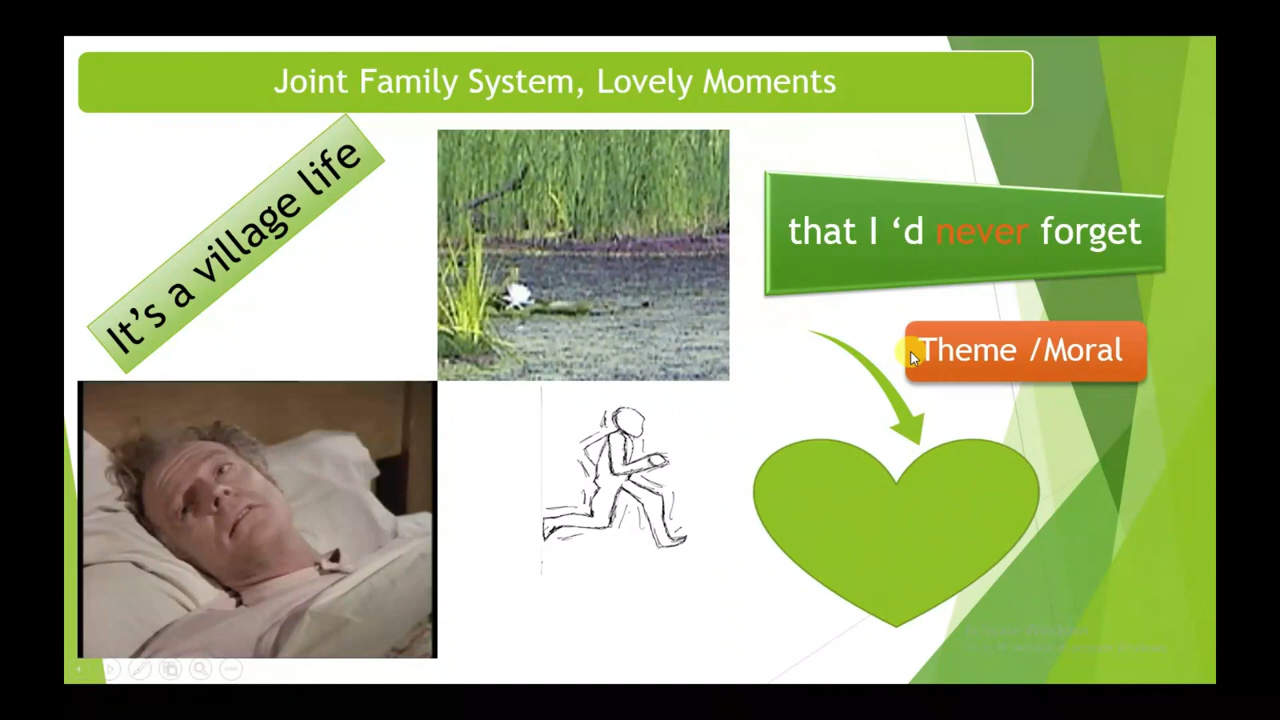 Joint Family System, Lovely Moments
It's a village life
that I ‘d never forget
Theme /Moral